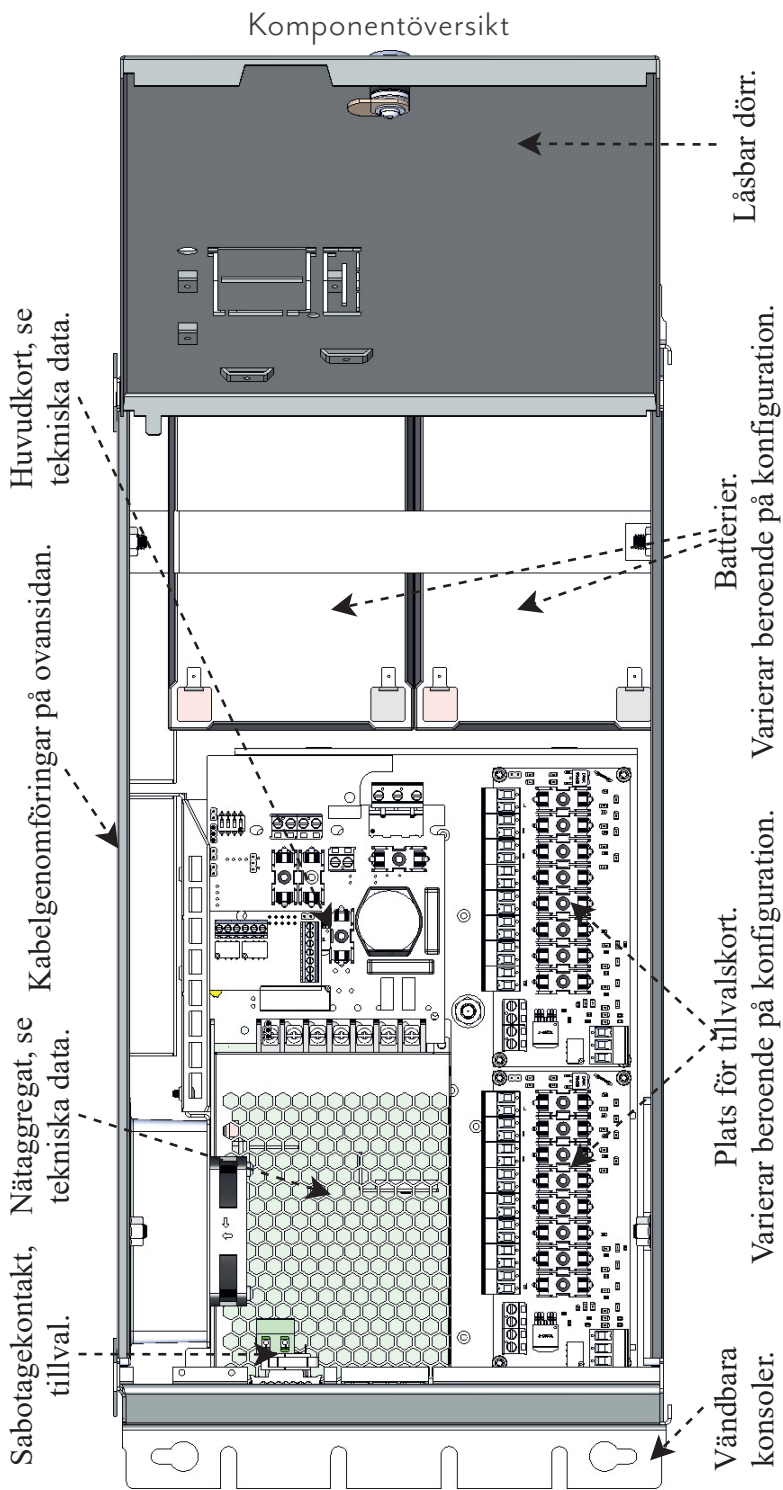 Komponentöversikt
Sabotagekontakt,
tillval.
Nätaggregat, se
tekniska data.
Kabelgenomföringar på ovansidan.
Huvudkort, se
tekniska data.
Vändbara
konsoler.
Plats för tillvalskort.
Varierar beroende på konfiguration.
Batterier.
Varierar beroende på konfiguration.
Låsbar dörr.